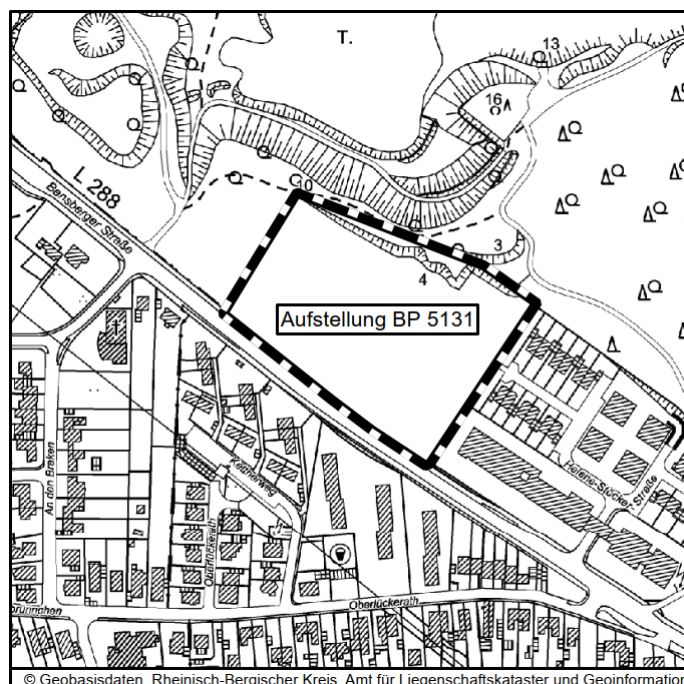 T.
13
16
L 288
Bensberger Straße
10
3
4
Aufstellung BP 5131
An den Braken
Oberlückerath
Helene-Stöcker-Straße
Oberlückerath
© Geobasisdaten, Rheinisch-Bergischer Kreis, Amt für Liegenschaftskataster und Geoinformation